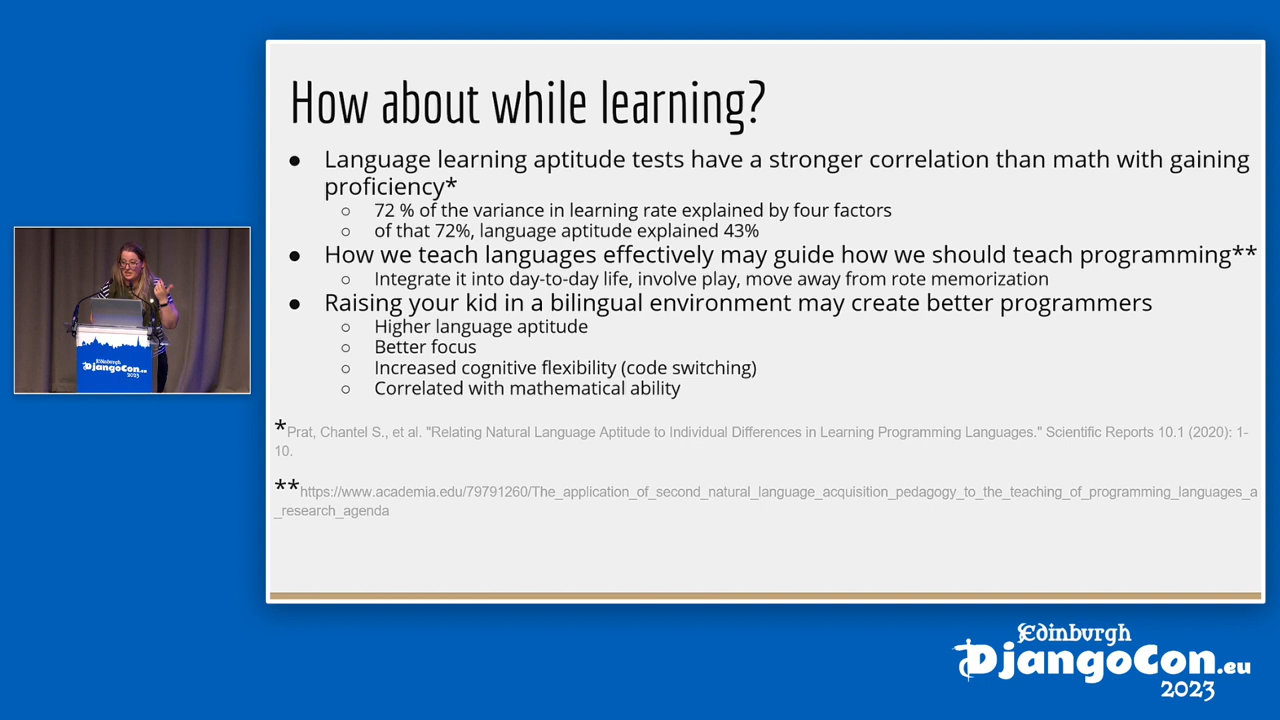 How about while learning?
● Language learning aptitude tests have a stronger correlation than math with gaining
proficiency*
○ 72 % of the variance in learning rate explained by four factors
○ of that 72%, language aptitude explained 43%
● How we teach languages effectively may guide how we should teach programming**
○ Integrate it into day-to-day life, involve play, move away from rote memorization
● Raising your kid in a bilingual environment may create better programmers
○ Higher language aptitude
○ Better focus
○ Increased cognitive flexibility (code switching)
○ Correlated with mathematical ability
*Prat, Chantel S., et al. "Relating Natural Language Aptitude to Individual Differences in Learning Programming Languages." Scientific Reports 10.1 (2020): 1-
10.
**https://www.academia.edu/79791260/The_application_of_second_natural_language_acquisition_pedagogy_to_the_teaching_of_programming_languages_a
_research_agenda
Edinburgh
DjangoCon.eu
2023
Edinburgh
DjangoCon.eu
2023